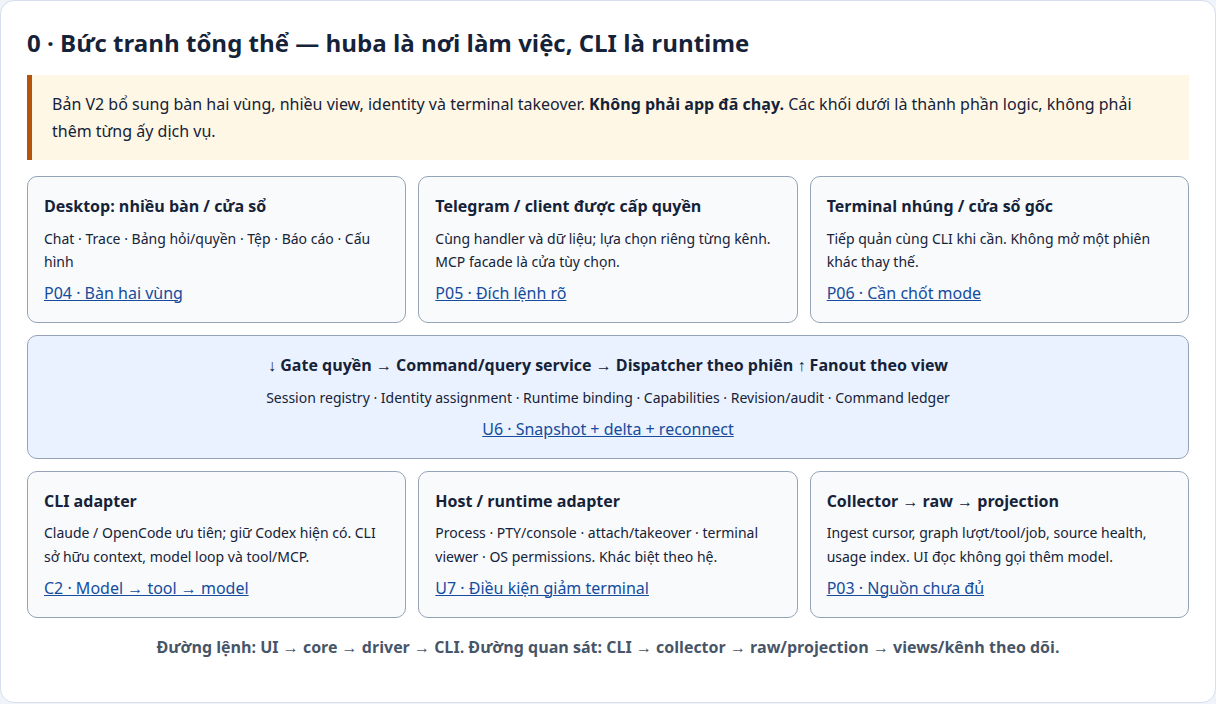 0 · Bức tranh tổng thể — huba là nơi làm việc, CLI là runtime
Bản V2 bổ sung bàn hai vùng, nhiều view, identity và terminal takeover. Không phải app đã chạy. Các khối dưới là thành phần logic, không phải
thêm từng ấy dịch vụ.
Desktop: nhiều bàn / cửa sổ
Chat · Trace · Bảng hỏi/quyền · Tệp · Báo cáo · Cấu
hình
P04 · Bàn hai vùng
Telegram / client được cấp quyền
Cùng handler và dữ liệu; lựa chọn riêng từng kênh.
MCP facade là cửa tùy chọn.
P05 · Đích lệnh rõ
Terminal nhúng / cửa sổ gốc
Tiếp quản cùng CLI khi cần. Không mở một phiên
khác thay thế.
P06 · Cần chốt mode
↓ Gate quyền → Command/query service → Dispatcher theo phiên ↑ Fanout theo view
Session registry · Identity assignment · Runtime binding · Capabilities · Revision/audit · Command ledger
U6 · Snapshot + delta + reconnect
CLI adapter
Claude / OpenCode ưu tiên; giữ Codex hiện có. CLI
sở hữu context, model loop và tool/MCP.
C2 · Model → tool → model
Host / runtime adapter
Process · PTY/console · attach/takeover · terminal
viewer · OS permissions. Khác biệt theo hệ.
U7 · Điều kiện giảm terminal
Collector → raw → projection
Ingest cursor, graph lượt/tool/job, source health,
usage index. UI đọc không gọi thêm model.
P03 · Nguồn chưa đủ
Đường lệnh: UI → core → driver → CLI. Đường quan sát: CLI → collector → raw/projection → views/kênh theo dõi.